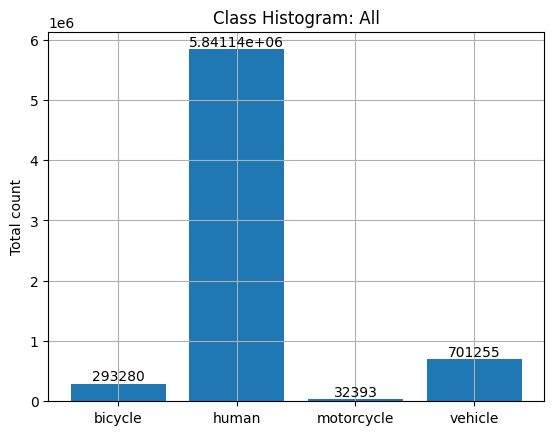 Class Histogram: All
1e6
6
5
4
3
2
1
0
Total count
293280
5.84114e+06
32393
701255
bicycle
human
motorcycle
vehicle